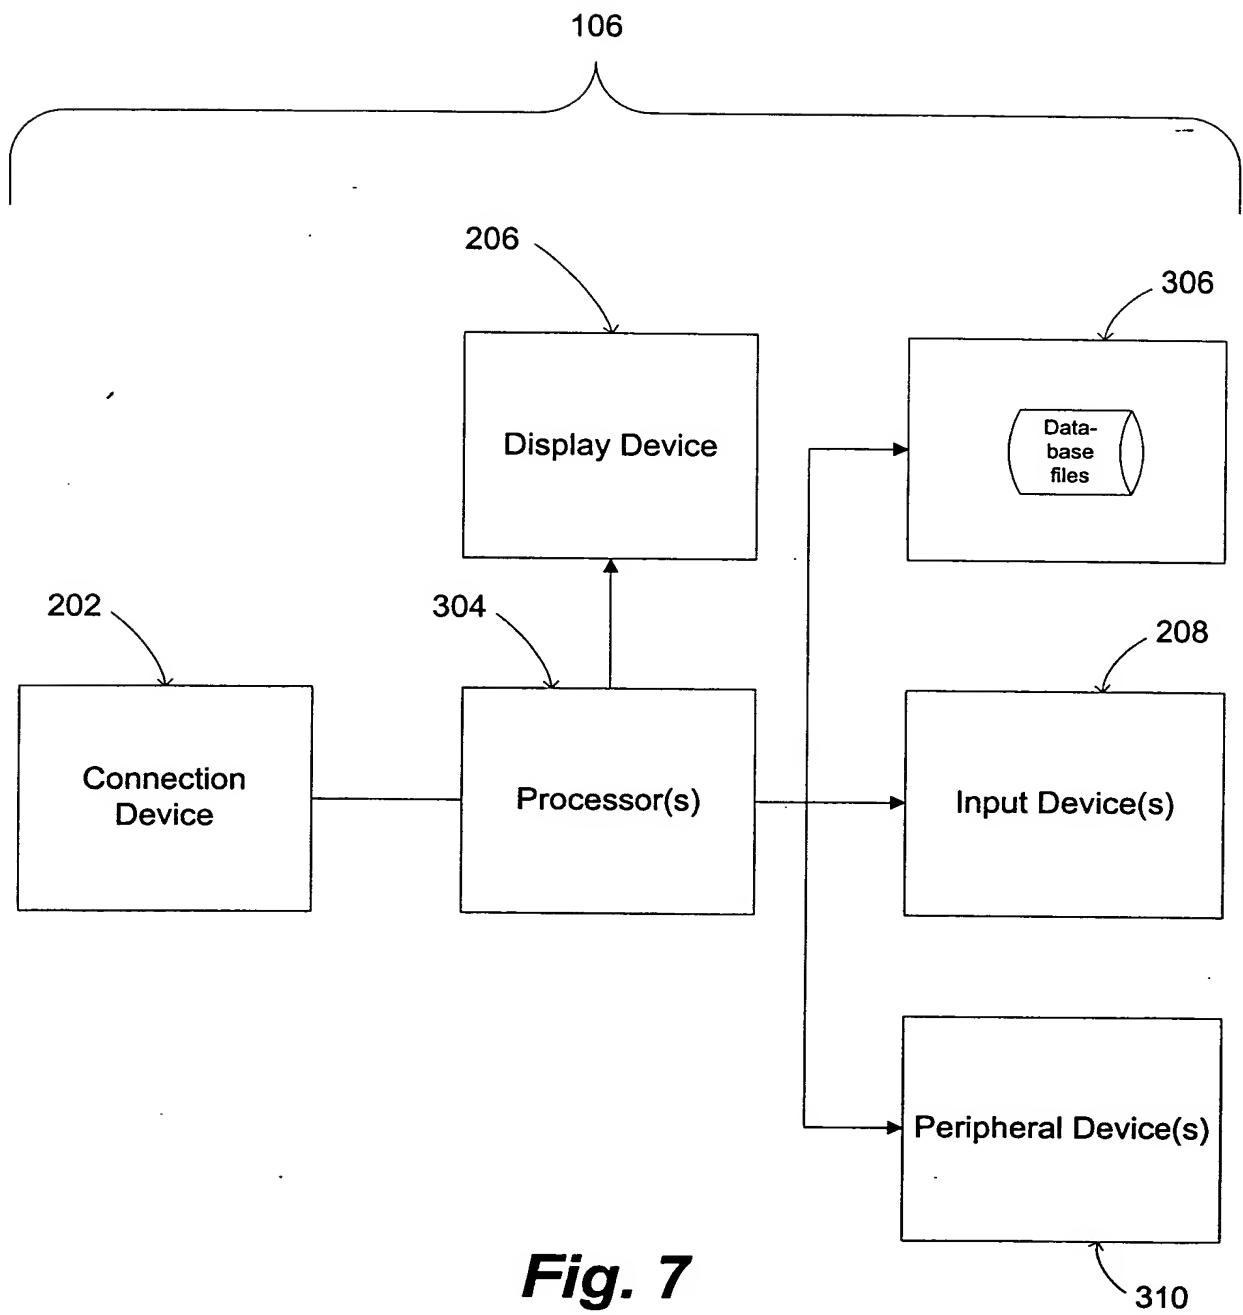 106
206
306
Display Device
Data-
base
files
202
304
208
Connection
Device
Processor(s)
Input Device(s)
Peripheral Device(s)
310
Fig. 7